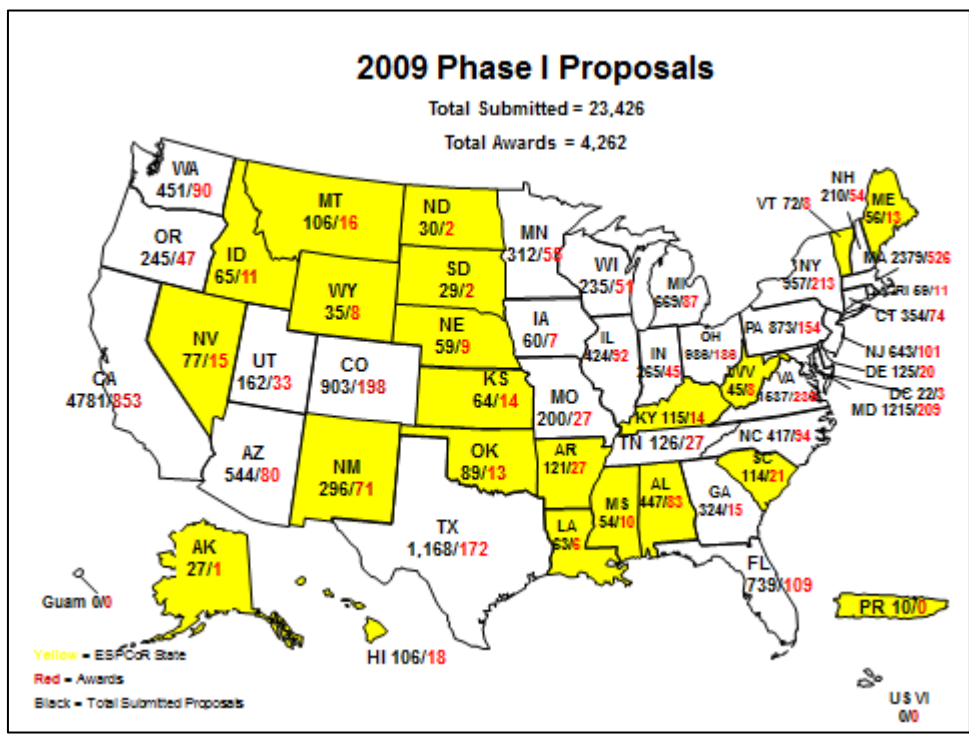 2009 Phase I Proposals
Total Submitted = 23,426
Total Awards = 4,262
WA
451/90
OR
245/47
CA
4781/853
ID
65/11
NV
77/15
MT
106/16
WY
35/8
UT
162/33
AZ
544/80
CO
903/198
NM
296/71
ND
30/2
SD
29/2
NE
59/9
KS
64/14
OK
89/13
TX
1,168/172
MN
312/58
IA
60/7
MO
200/27
AR
121/27
LA
63/6
WI
235/51
IL
424/92
MI
669/87
IN
265/45
OH
986/186
KY 115/14
TN 126/27
MS
54/10
AL
447/83
GA
324/15
FL
739/109
SC
114/21
NC 417/94
WV
45/8
VA
PA 873/154
NY
957/213
VT 72/8
NH
210/54
ME
56/13
MA 2379/526
RI 59/11
CT 354/74
NJ 643/101
DE 125/20
DC 22/3
MD 1215/209
AK
27/1
HI 106/18
Guam 0/0
PR 10/0
US VI
0/0
Yellow = ESPCoR State
Red = Awards
Black = Total Submitted Proposals